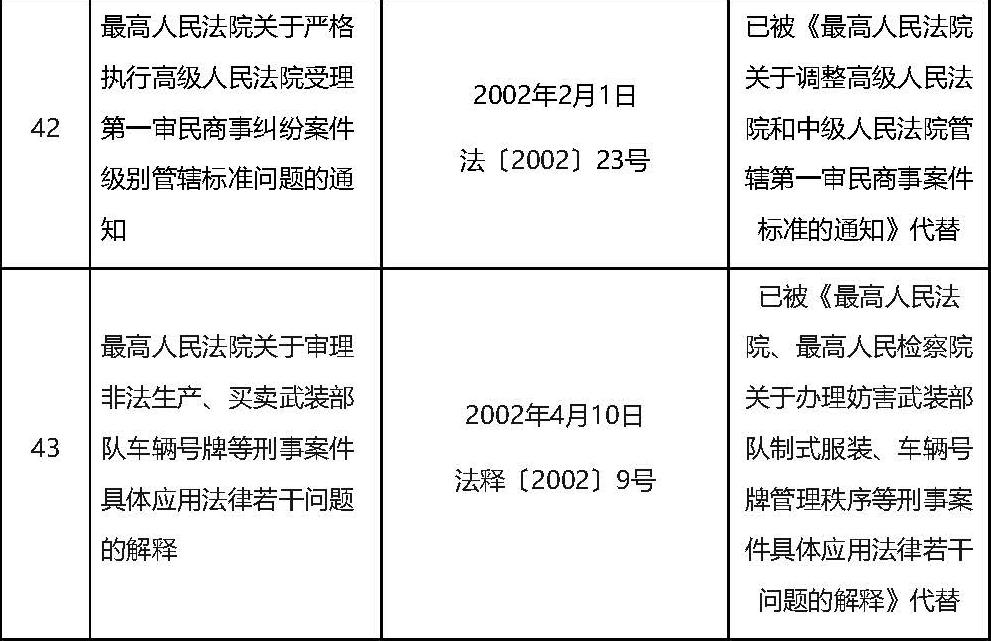 42
最高人民法院关于严格
执行高级人民法院受理
第一审民商事纠纷案件
级别管辖标准问题的通
知
2002年2月1日
法〔2002〕23号
已被《最高人民法院
关于调整高级人民法
院和中级人民法院管
辖第一审民商事案件
标准的通知》代替
43
最高人民法院关于审理
非法生产、买卖武装部
队车辆号牌等刑事案件
具体应用法律若干问题
的解释
2002年4月10日
法释〔2002〕9号
已被《最高人民法
院、最高人民检察院
关于办理妨害武装部
队制式服装、车辆号
牌管理秩序等刑事案
件具体应用法律若干
问题的解释》代替